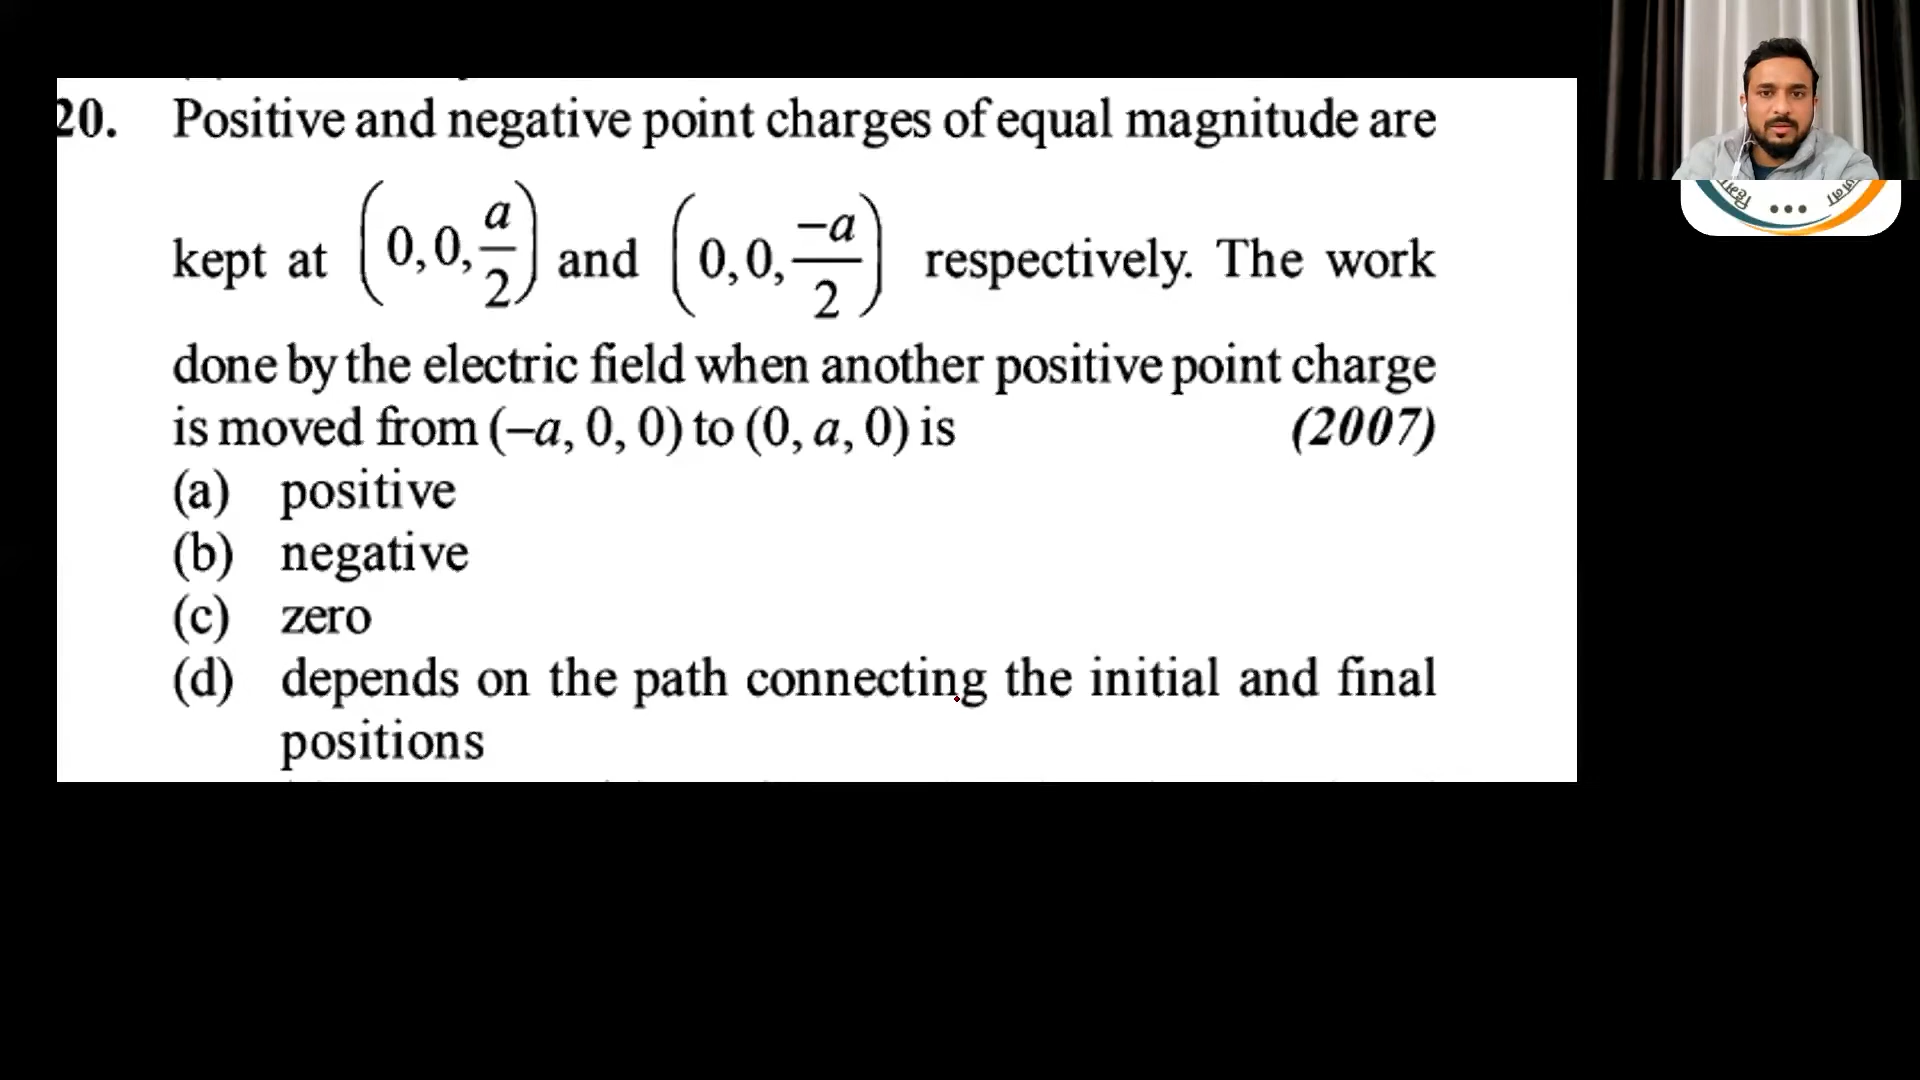 20. Positive and negative point charges of equal magnitude are
kept at (0,0,a/2) and (0,0,-a/2) respectively. The work
done by the electric field when another positive point charge
is moved from (–a, 0, 0) to (0, a, 0) is (2007)
(a) positive
(b) negative
(c) zero
(d) depends on the path connecting the initial and final
positions